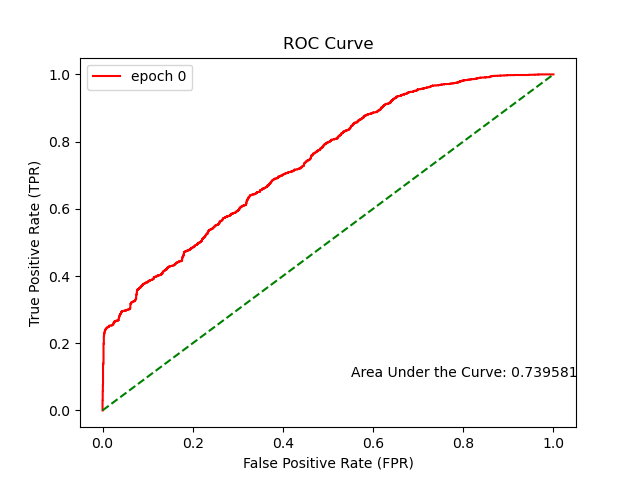 ROC Curve
epoch 0
True Positive Rate (TPR)
1.0
0.8
0.6
0.4
0.2
0.0
Area Under the Curve: 0.739581
0.0 0.2 0.4 0.6 0.8 1.0
False Positive Rate (FPR)